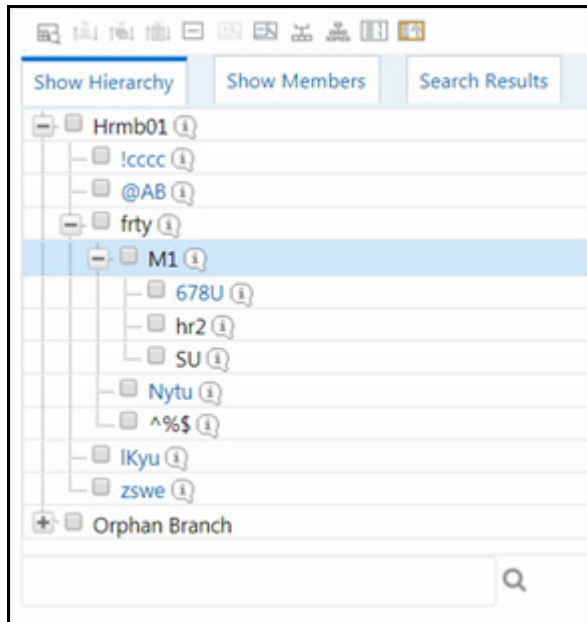 Show Hierarchy Show Members Search Results
Hrmb01
!cccc
@AB
frty
M1
678U
hr2
SU
Nytu
^%$
lKyu
zswe
Orphan Branch